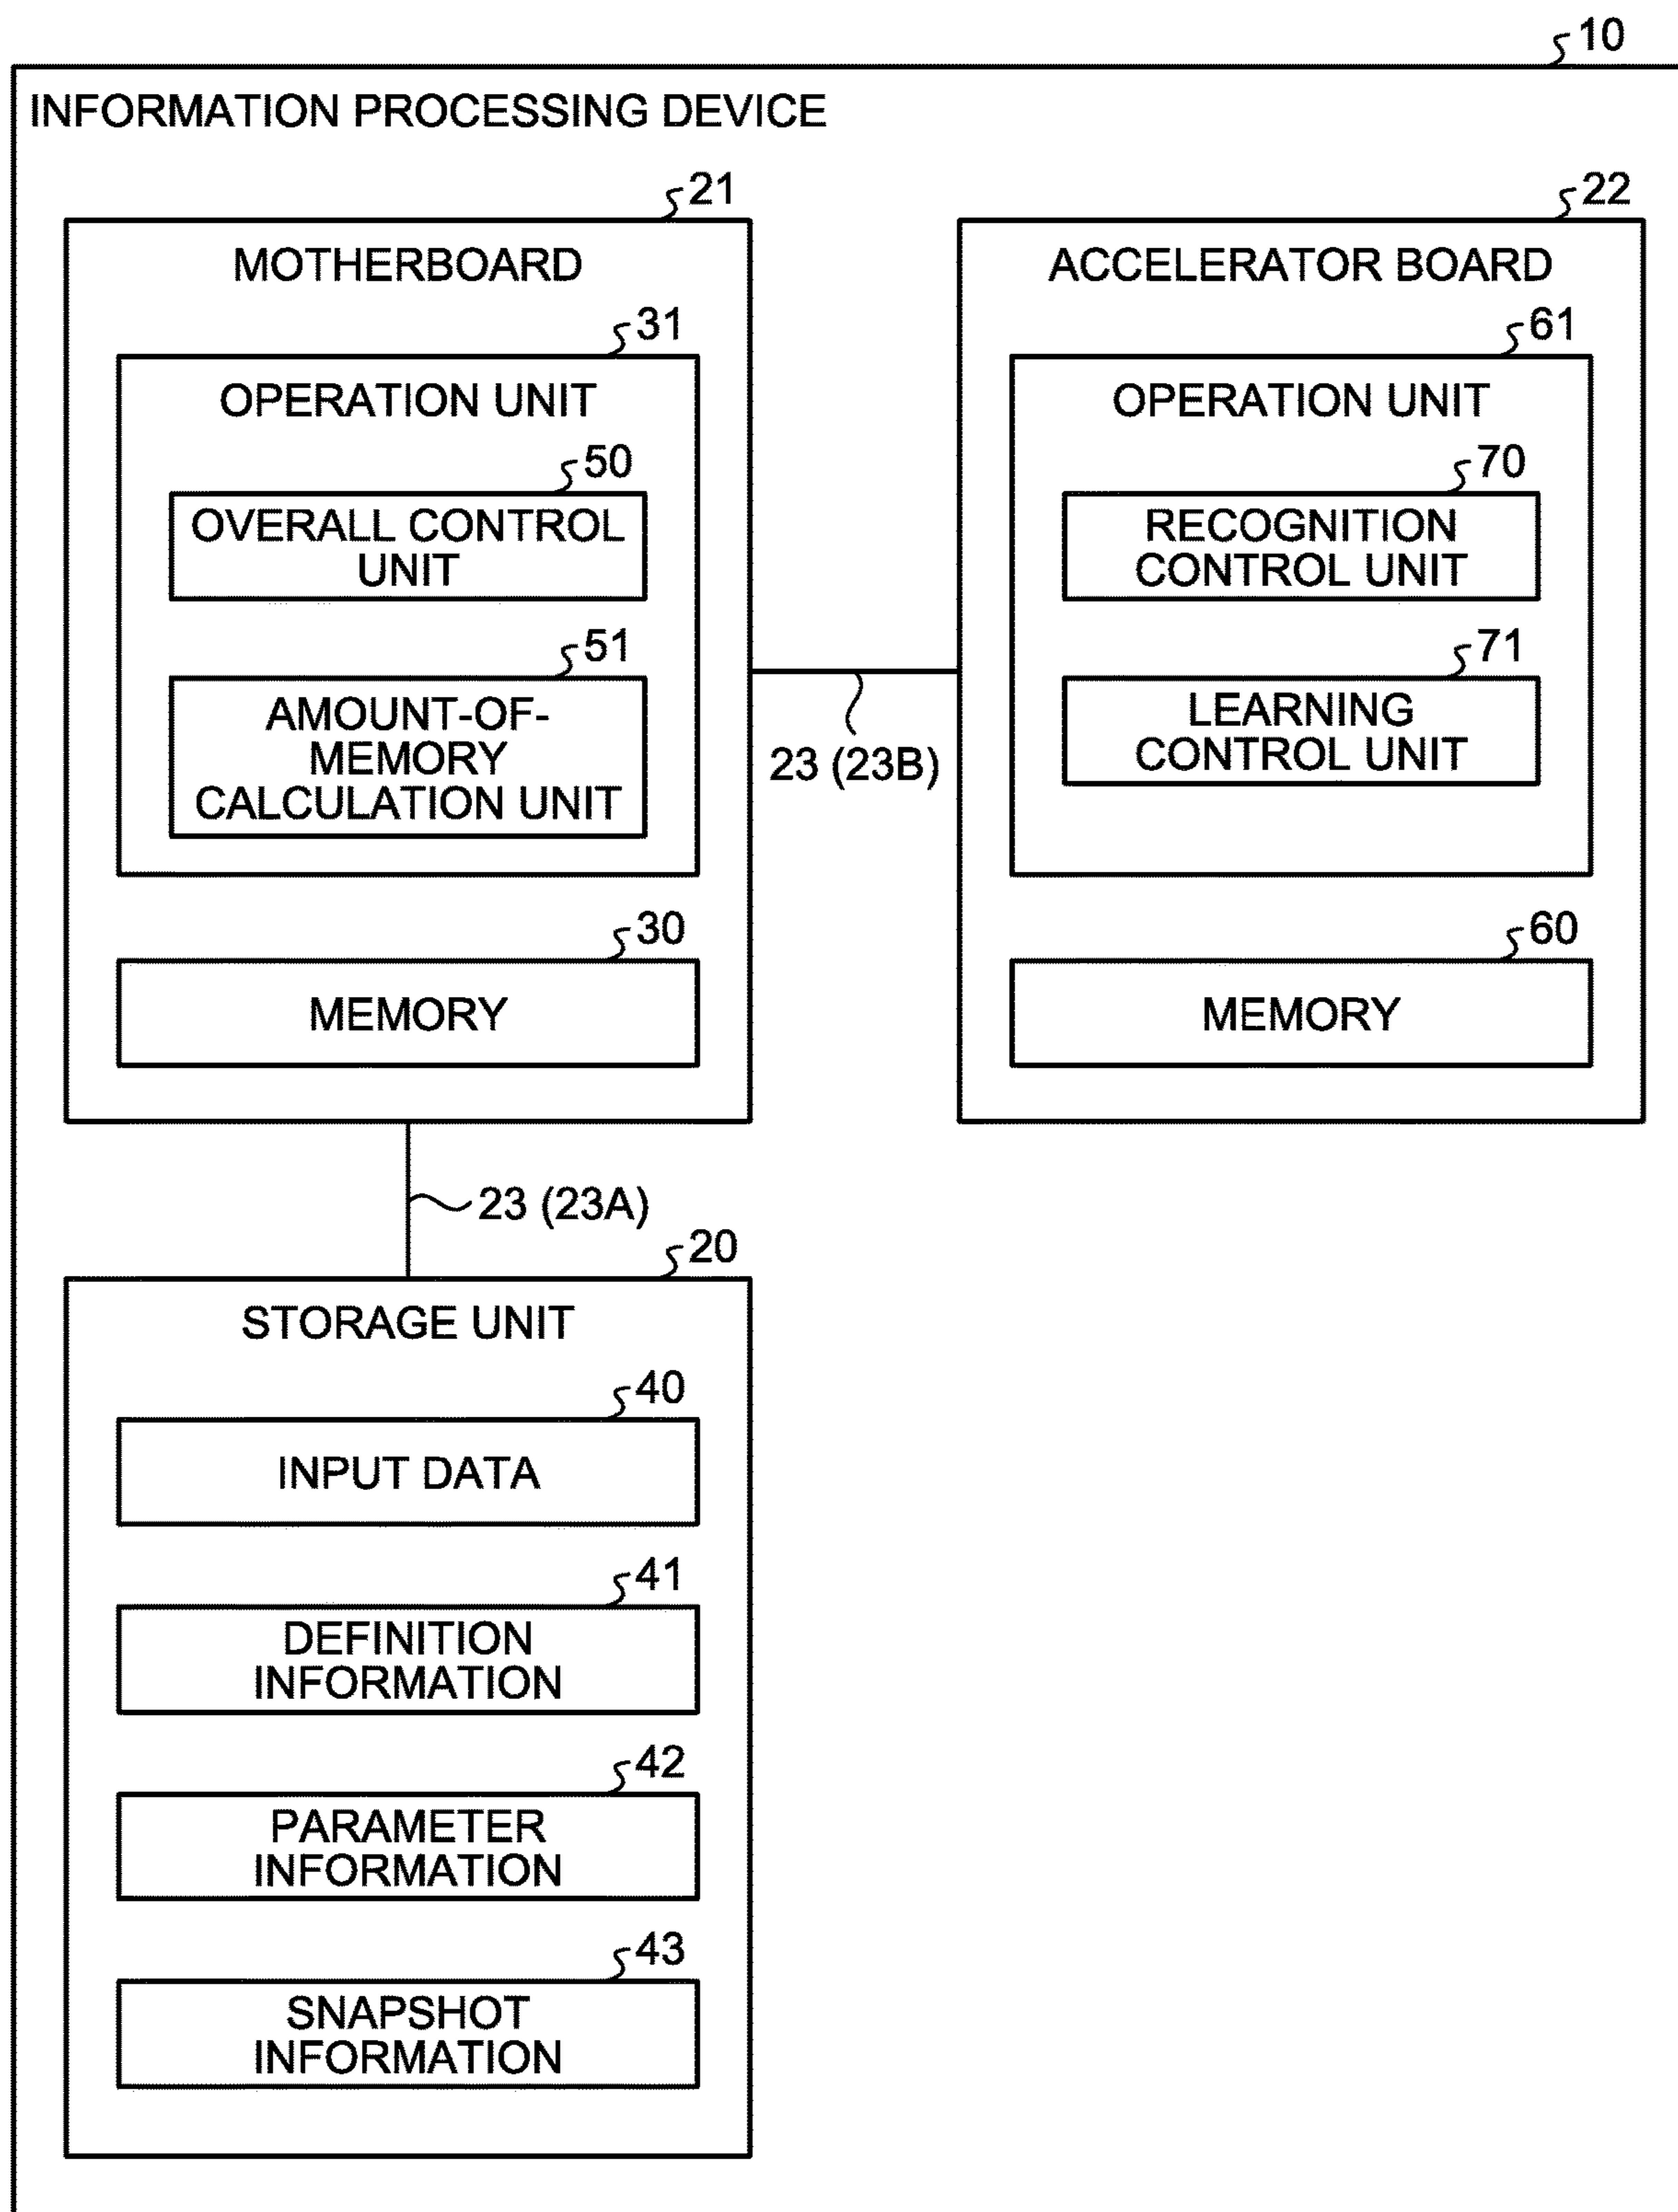 10
INFORMATION PROCESSING DEVICE
21
MOTHERBOARD
31
OPERATION UNIT
50
OVERALL CONTROL
UNIT
51
AMOUNT-OF-
MEMORY
CALCULATION UNIT
30
MEMORY
23 (23B)
22
ACCELERATOR BOARD
61
OPERATION UNIT
70
RECOGNITION
CONTROL UNIT
71
LEARNING
CONTROL UNIT
60
MEMORY
23 (23A)
20
STORAGE UNIT
40
INPUT DATA
41
DEFINITION
INFORMATION
42
PARAMETER
INFORMATION
43
SNAPSHOT
INFORMATION